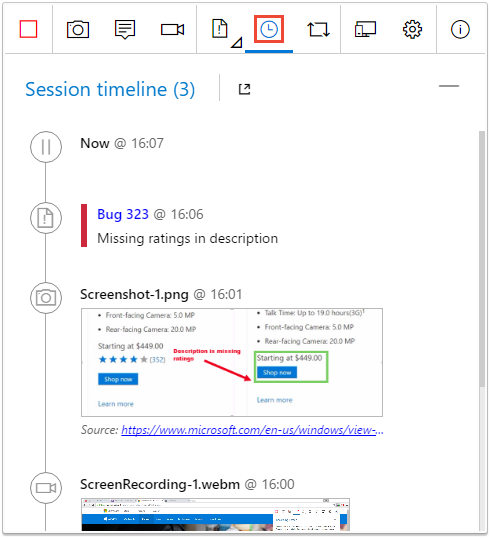 Session timeline (3)
Now @ 16:07
Bug 323 @ 16:06
Missing ratings in description
Screenshot-1.png @ 16:01
• Front-facing Camera: 5.0 MP
• Rear-facing Camera: 20.0 MP
Starting at $449.00
(352)
Shop now
Learn more
Description is missing
ratings
• Talk Time: Up to 19.0 hours(3G)
• Front-facing Camera: 5.0 MP
• Rear-facing Camera: 20.0 MP
Starting at $449.00
Shop now
Learn more
Source: https://www.microsoft.com/en-us/windows/view-...
ScreenRecording-1.webm @ 16:00